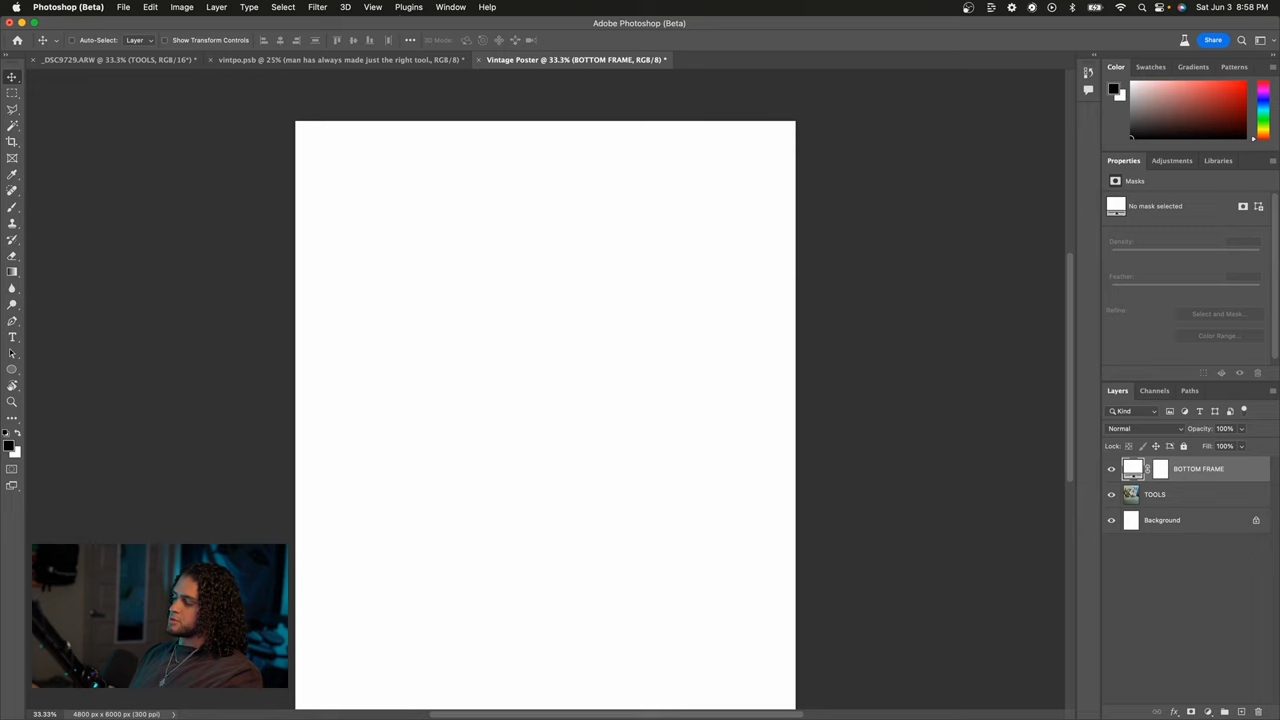 Photoshop (Beta) File Edit Image Layer Type Select Filter 3D View Plugins Window Help Sat Jun 3 8:58 PM
Adobe Photoshop (Beta)
Auto-Select: Layer Show Transform Controls 3D Mode: Share
_DSC9729.ARW @ 33.3% (TOOLS, RGB/16*) * vintpo.psb @ 25% (man has always made just the right tool., RGB/8) * Vintage Poster @ 33.3% (BOTTOM FRAME, RGB/8) *
Color Swatches Gradients Patterns
Properties Adjustments Libraries
Masks
No mask selected
Density:
Feather:
Refine: Select and Mask...
Color Range...
Layers Channels Paths
Kind
Normal Opacity: 100%
Lock: Fill: 100%
BOTTOM FRAME
TOOLS
Background
33.33% 4800 px x 6000 px (300 ppi)